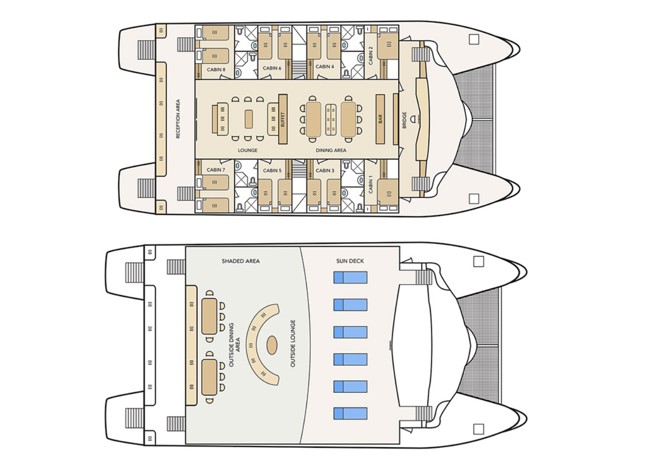 CABIN 8
CABIN 6
CABIN 4
CABIN 2
RECEPTION AREA
BUFFET
BAR
BRIDGE
LOUNGE
DINING AREA
CABIN 7
CABIN 5
CABIN 3
CABIN 1
SHADED AREA
SUN DECK
OUTSIDE DINING
AREA
OUTSIDE LOUNGE